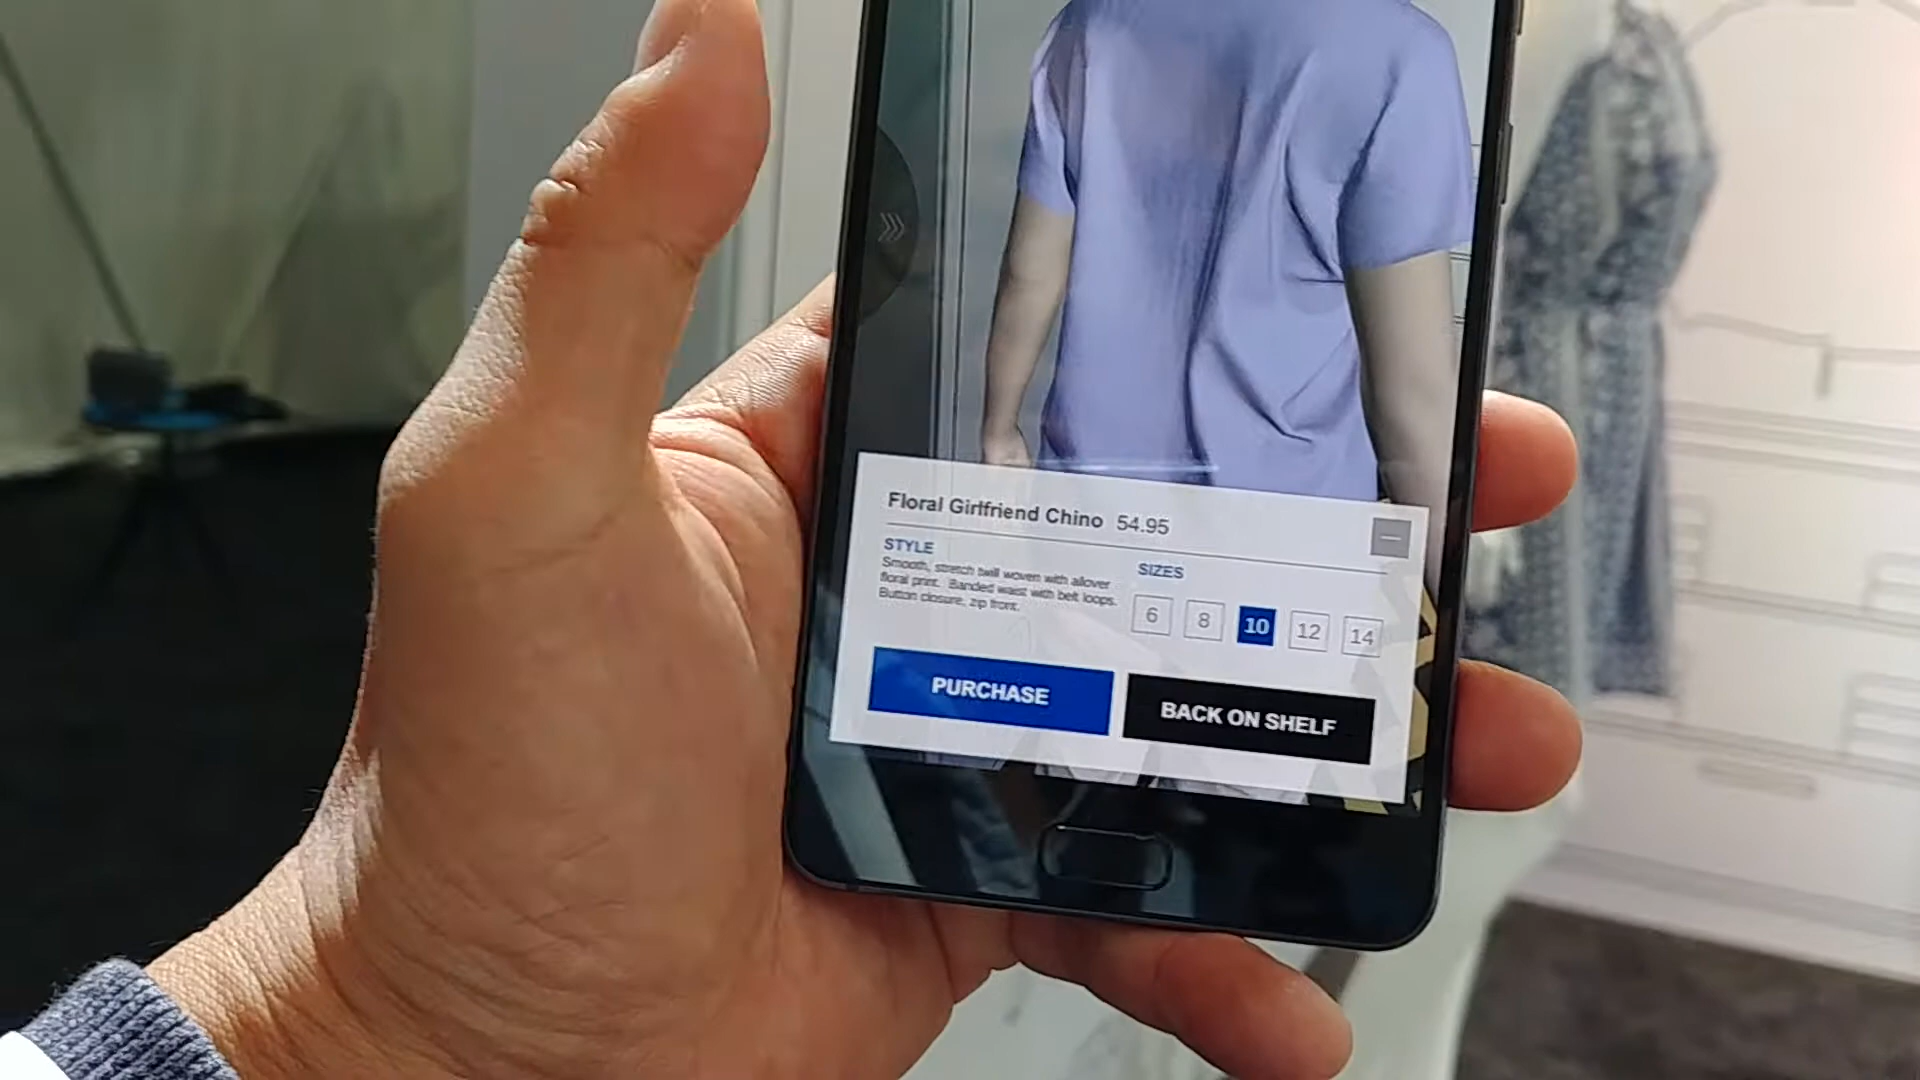 Floral Girlfriend Chino 54.95
STYLE
Smooth, stretch twill woven with allover
floral print. Banded waist with belt loops.
Button closure, zip front.
SIZES
6 8 10 12 14
PURCHASE
BACK ON SHELF